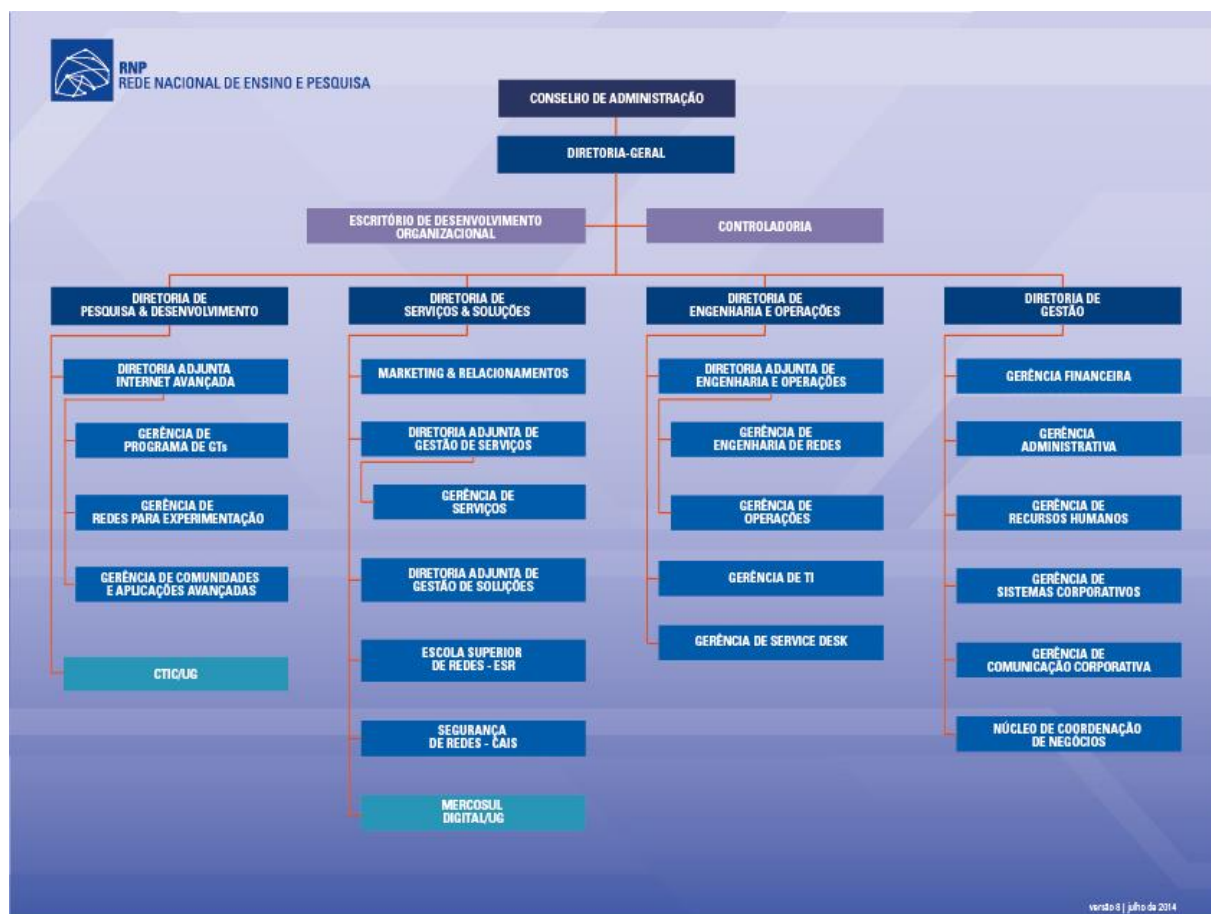 RNP
REDE NACIONAL DE ENSINO E PESQUISA
CONSELHO DE ADMINISTRAÇÃO
DIRETORIA-GERAL
ESCRITÓRIO DE DESENVOLVIMENTO
ORGANIZACIONAL
CONTROLADORIA
DIRETORIA DE
PESQUISA & DESENVOLVIMENTO
DIRETORIA ADJUNTA
INTERNET AVANÇADA
GERÊNCIA DE
PROGRAMA DE GTs
GERÊNCIA DE
REDES PARA EXPERIMENTAÇÃO
GERÊNCIA DE COMUNIDADES
E APLICAÇÕES AVANÇADAS
CTIC/UG
DIRETORIA DE
SERVIÇOS & SOLUÇÕES
MARKETING & RELACIONAMENTOS
DIRETORIA ADJUNTA DE
GESTÃO DE SERVIÇOS
GERÊNCIA DE
SERVIÇOS
DIRETORIA ADJUNTA DE
GESTÃO DE SOLUÇÕES
ESCOLA SUPERIOR
DE REDES - ESR
SEGURANÇA
DE REDES - CAIS
MERCOSUL
DIGITAL/UG
DIRETORIA DE
ENGENHARIA E OPERAÇÕES
DIRETORIA ADJUNTA DE
ENGENHARIA E OPERAÇÕES
GERÊNCIA DE
ENGENHARIA DE REDES
GERÊNCIA DE
OPERAÇÕES
GERÊNCIA DE TI
GERÊNCIA DE SERVICE DESK
DIRETORIA DE
GESTÃO
GERÊNCIA FINANCEIRA
GERÊNCIA
ADMINISTRATIVA
GERÊNCIA DE
RECURSOS HUMANOS
GERÊNCIA DE
SISTEMAS CORPORATIVOS
GERÊNCIA DE
COMUNICAÇÃO CORPORATIVA
NÚCLEO DE COORDENAÇÃO
DE NEGÓCIOS
versão 8 | julho de 2014